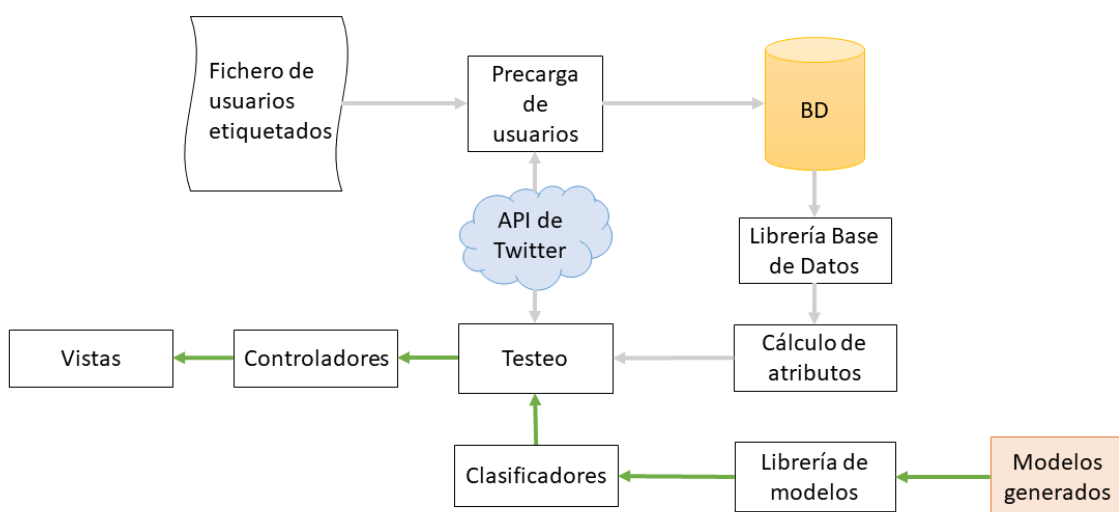 Fichero de
usuarios
etiquetados
Precarga
de
usuarios
BD
API de
Twitter
Librería Base
de Datos
Vistas
Controladores
Testeo
Cálculo de
atributos
Clasificadores
Librería de
modelos
Modelos
generados